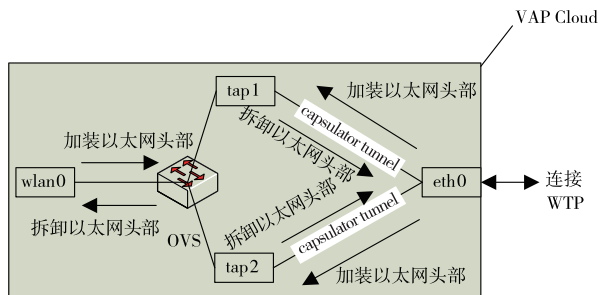 VAP Cloud
tap1
加装以太网头部
capsulator tunnel
拆卸以太网头部
加装以太网头部
wlan0
eth0
连接
WTP
拆卸以太网头部
OVS
拆卸以太网头部
capsulator tunnel
tap2
加装以太网头部